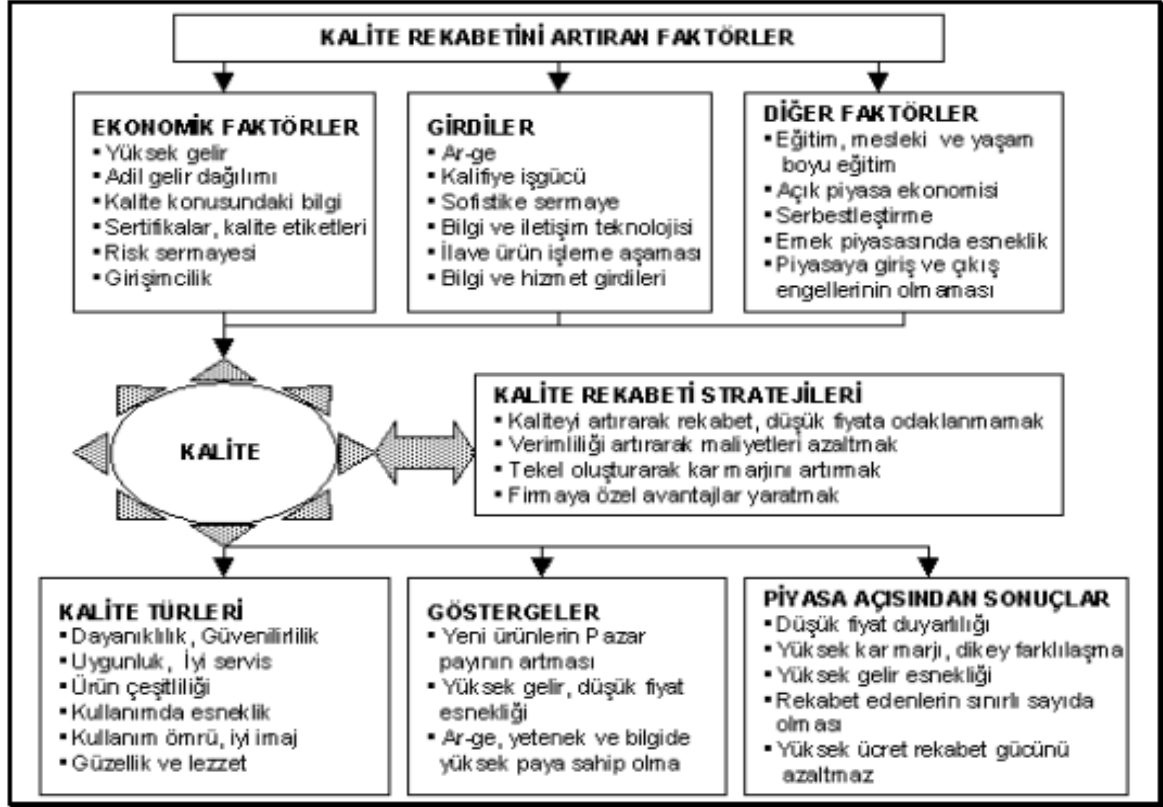 KALİTE REKABETİNİ ARTIRAN FAKTÖRLER
EKONOMİK FAKTÖRLER
▪ Yüksek gelir
▪ Adil gelir dağılımı
▪ Kalite konusundaki bilgi
▪ Sertifikalar, kalite etiketleri
▪ Risk sermayesi
▪ Girişimcilik
GİRDİLER
▪ Ar-ge
▪ Kalifiye işgücü
▪ Sofistike sermaye
▪ Bilgi ve iletişim teknolojisi
▪ İlave ürün işleme aşaması
▪ Bilgi ve hizmet girdileri
DİĞER FAKTÖRLER
▪ Eğitim, mesleki ve yaşam
boyu eğitim
▪ Açık piyasa ekonomisi
▪ Serbestleştirme
▪ Emek piyasasında esneklik
▪ Piyasaya giriş ve çıkış
engellerinin olmaması
KALİTE
KALİTE REKABETİ STRATEJİLERİ
▪ Kaliteyi artırarak rekabet, düşük fiyata odaklanmamak
▪ Verimliliği artırarak maliyetleri azaltmak
▪ Tekel oluşturarak kar marjını artırmak
▪ Firmaya özel avantajlar yaratmak
KALİTE TÜRLERİ
▪ Dayanıklılık, Güvenilirlilik
▪ Uygunluk, İyi servis
▪ Ürün çeşitliliği
▪ Kullanımda esneklik
▪ Kullanım ömrü, iyi imaj
▪ Güzellik ve lezzet
GÖSTERGELER
▪ Yeni ürünlerin Pazar
payının artması
▪ Yüksek gelir, düşük fiyat
esnekliği
▪ Ar-ge, yetenek ve bilgide
yüksek paya sahip olma
PİYASA AÇISINDAN SONUÇLAR
▪ Düşük fiyat duyarlılığı
▪ Yüksek kar marjı, dikey farklılaşma
▪ Yüksek gelir esnekliği
▪ Rekabet edenlerin sınırlı sayıda
olması
▪ Yüksek ücret rekabet gücünü
azaltmaz